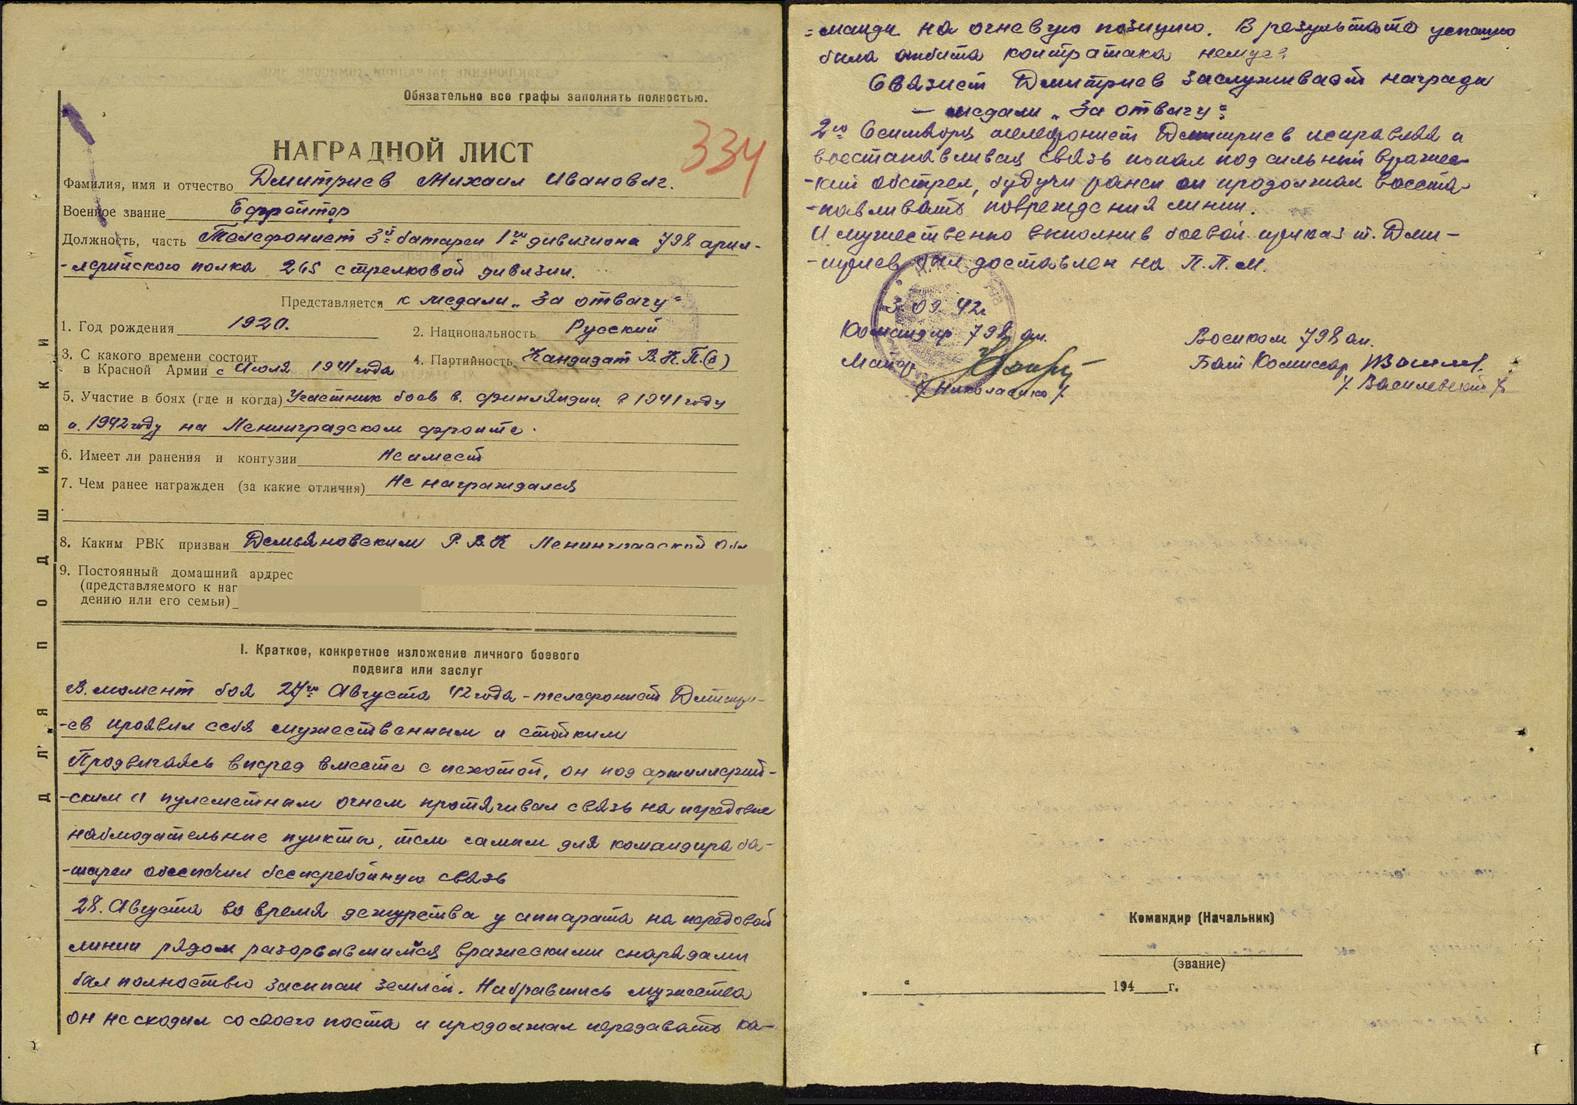 Обязательно все графы заполнять полностью.
334
НАГРАДНОЙ ЛИСТ
Фамилия, имя и отчество Дмитриев Михаил Иванович.
Военное звание Ефрейтор
Должность, часть Телефонист 3й батареи 1го дивизиона 798 артил-
-лерийского полка 265 стрелковой дивизии.
Представляется к медали „За отвагу"
1. Год рождения 1920.
2. Национальность Русский
3. С какого времени состоит
в Красной Армии с Июля 1941 года
4. Партийность Кандидат В.К.П.(б)
5. Участие в боях (где и когда) Участник боев в Финляндии в 1941 году
и 1942 году на Ленинградском фронте.
6. Имеет ли ранения и контузии Не имеет
7. Чем ранее награжден (за какие отличия) Не награждался
8. Каким РВК призван Демьяновским Р.В.К Ленинградской Обл
9. Постоянный домашний ардрес
(представляемого к наг
дению или его семьи)
ДЛЯ ПОДШИВКИ
I. Краткое, конкретное изложение личного боевого
подвига или заслуг
В момент боя 27го Августа 42 года - телефонист Дмитри-
-ев проявил себя мужественным и стойким
Продвигаясь вперед вместе с пехотой, он под артиллерий-
-ским и пулеметным огнем протягивал связь на передовые
наблюдательные пункты, тем самым для командира ба-
-тареи обеспечил бесперебойную связь
28. Августа во время дежурства у аппарата на передовой
линии рядом разорвавшимися вражескими снарядами
был полностью засыпан землей. Набравшись мужества
он не сходил со своего поста и продолжал передавать ко-
-манды на огневую позицию. В результате успешно
была отбита контратака немцев
Связист Дмитриев заслуживает награды
- медали „За отвагу"
2го Сентября телефонист Дмитриев исправляя и
восстанавливая связь попал под сильный вражес-
-кий обстрел, будучи ранен он продолжал восста-
-навливать повреждения линии.
И мужественно выполнив боевой приказ т. Дми-
-триев был доставлен на П.П.М.
3.09.42г.
Командир 798 ап.
Майор
/Николаенко/
Военком 798 ап.
Бат Комиссар
/Василевский/
Командир (Начальник)
(звание)
„ " 194 г.